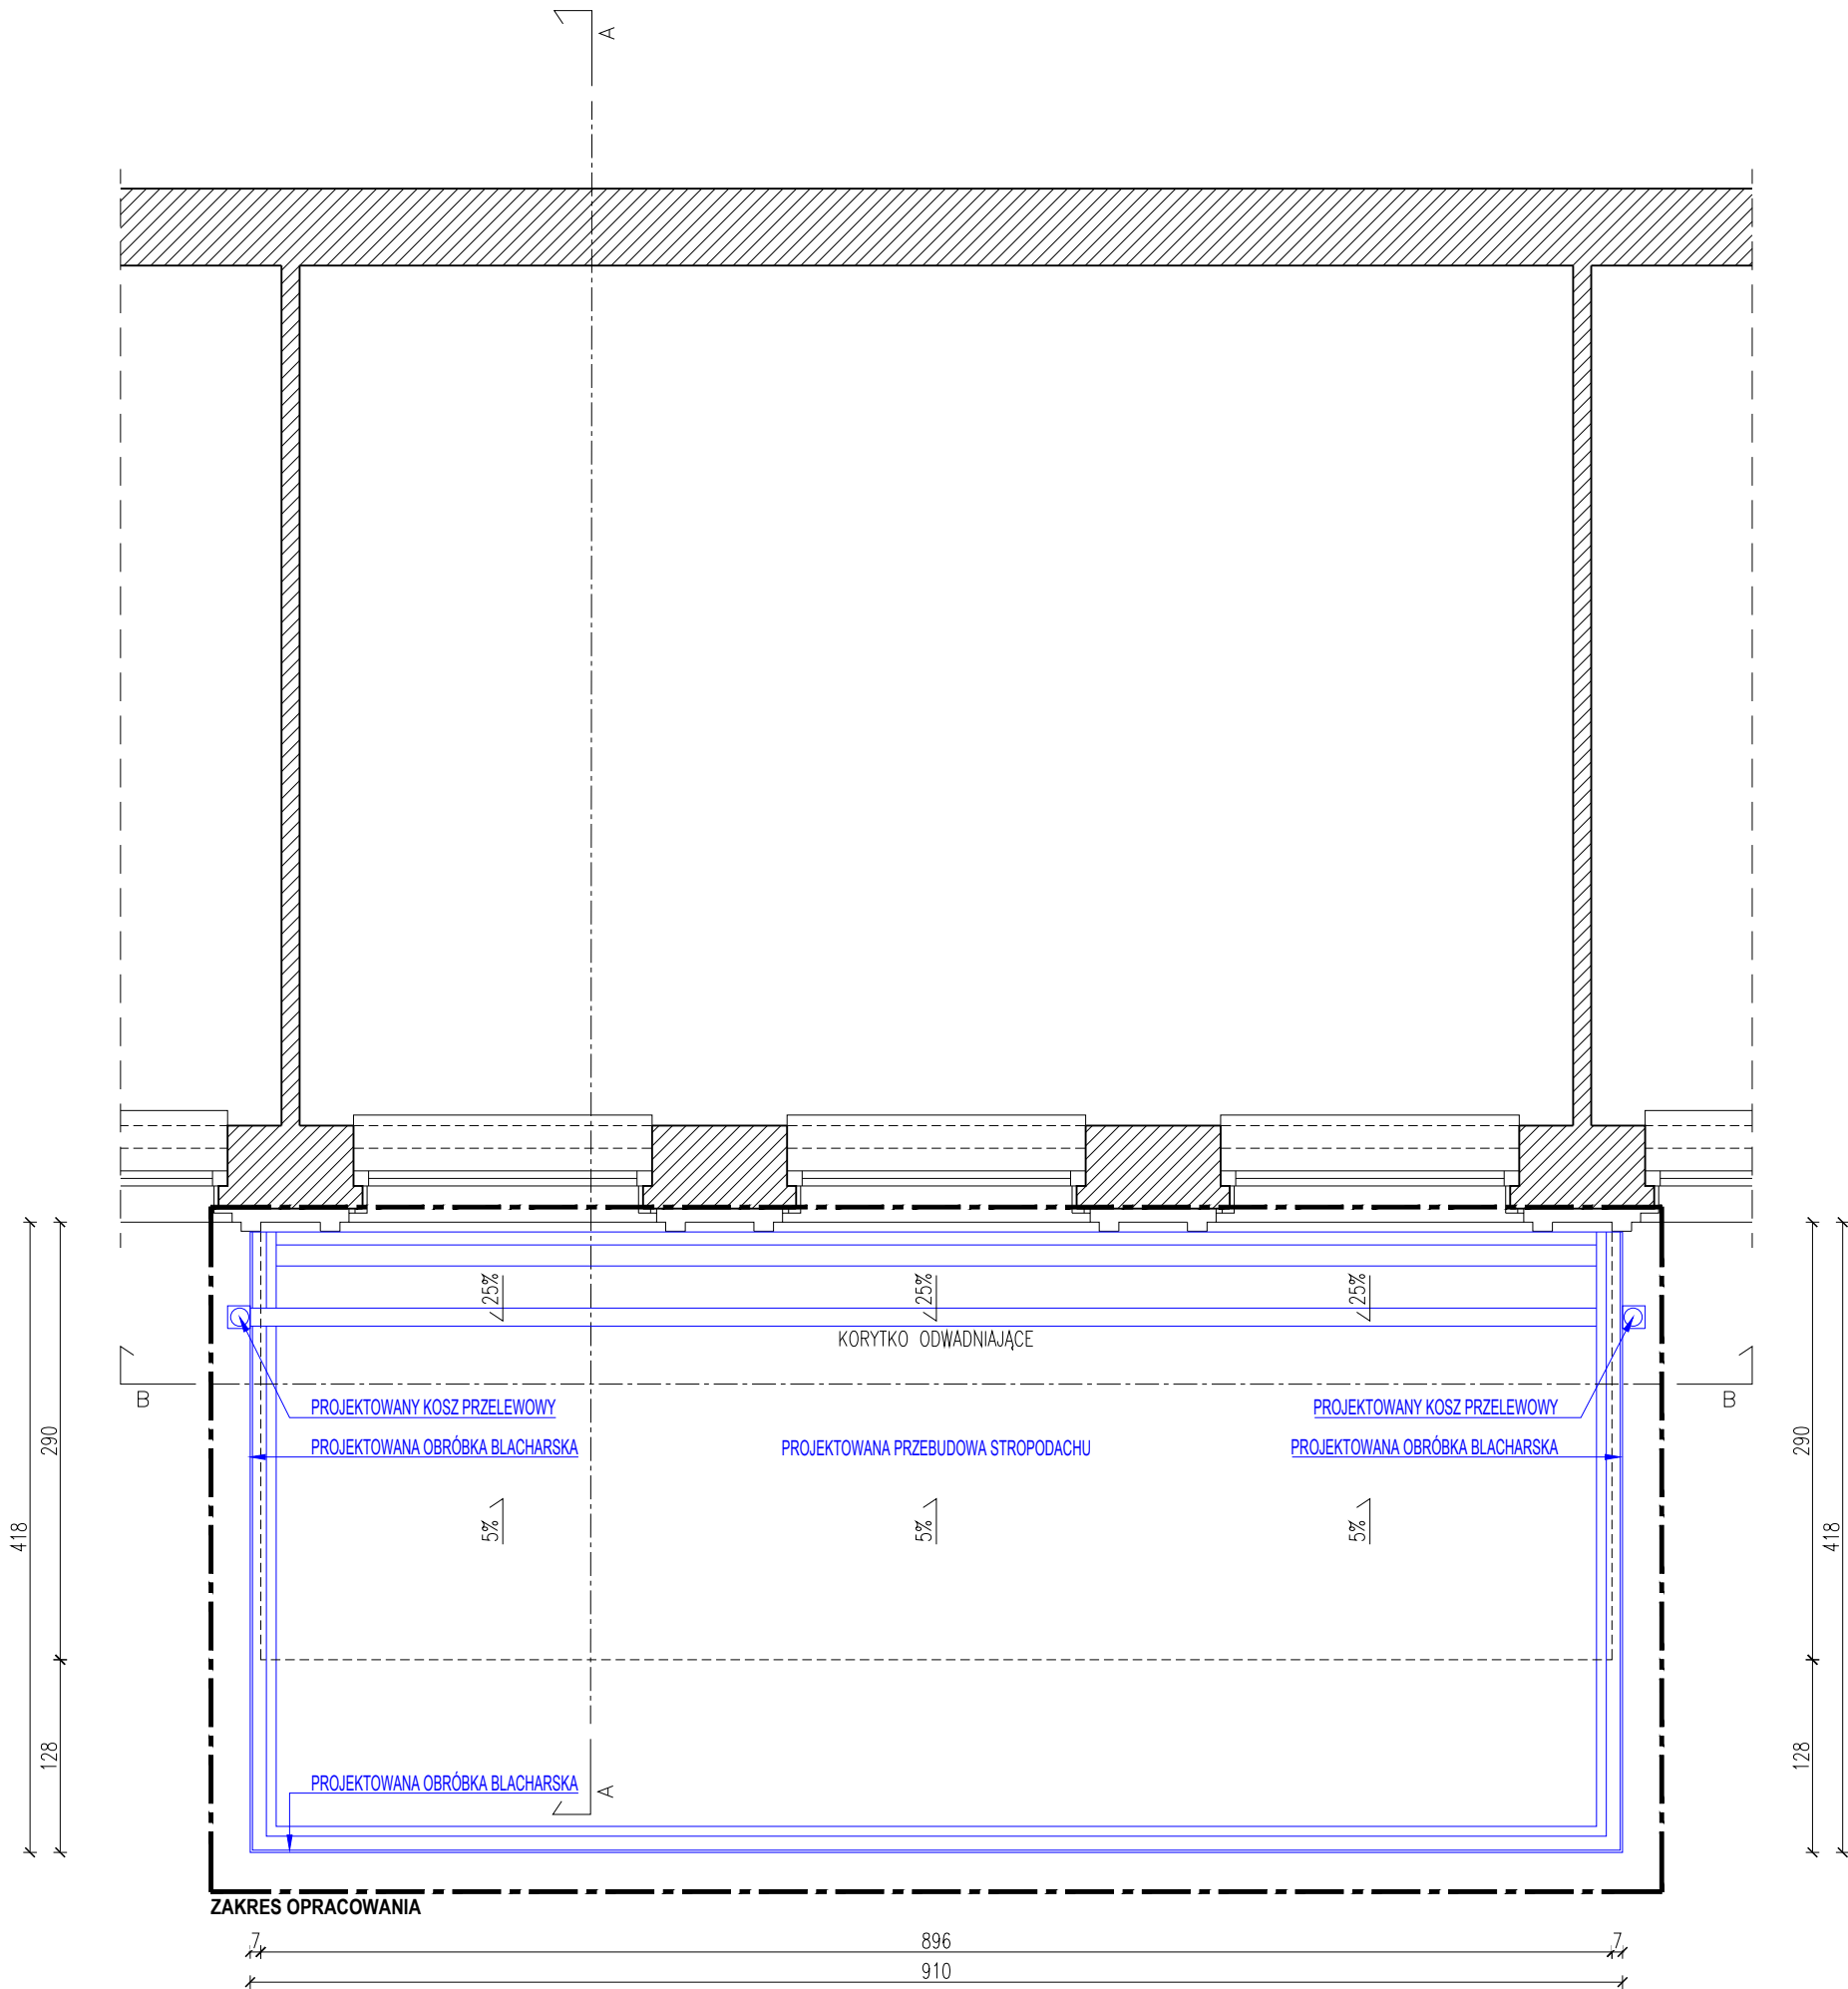 A
25%
25%
25%
KORYTKO ODWADNIAJĄCE
B
B
PROJEKTOWANY KOSZ PRZELEWOWY
PROJEKTOWANY KOSZ PRZELEWOWY
PROJEKTOWANA OBRÓBKA BLACHARSKA
PROJEKTOWANA PRZEBUDOWA STROPODACHU
PROJEKTOWANA OBRÓBKA BLACHARSKA
290
290
418
5%
5%
5%
418
128
128
PROJEKTOWANA OBRÓBKA BLACHARSKA
A
ZAKRES OPRACOWANIA
7
896
7
910